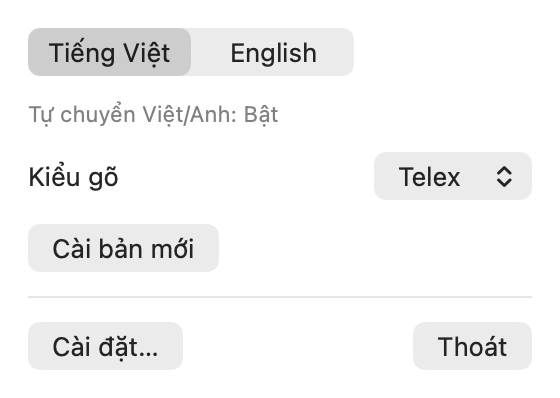 Tiếng Việt English
Tự chuyển Việt/Anh: Bật
Kiểu gõ Telex
Cài bản mới
Cài đặt... Thoát